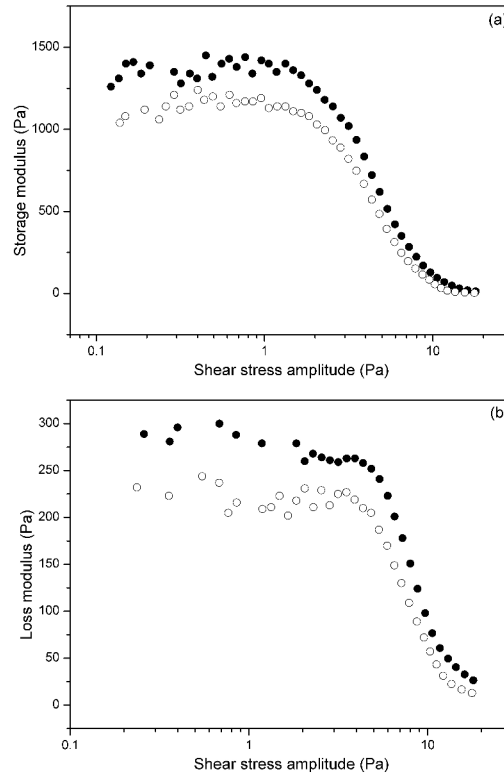 (a)
1500
1000
500
0
Storage modulus (Pa)
0.1 1 10
Shear stress amplitude (Pa)
(b
300
250
200
150
100
50
0
Loss modulus (Pa)
0.1 1 10
Shear stress amplitude (Pa)